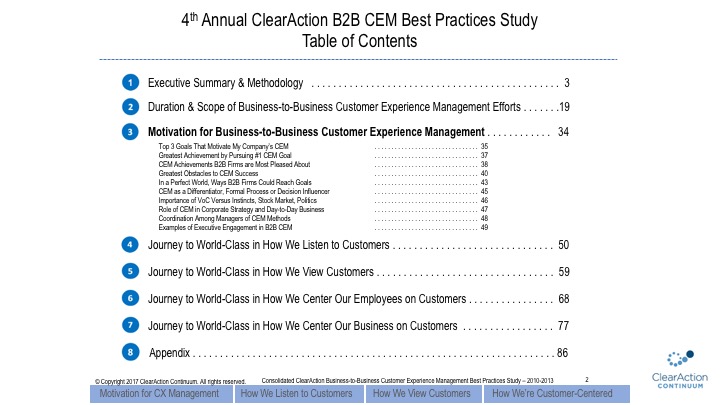 4th Annual ClearAction B2B CEM Best Practices Study
Table of Contents
1 Executive Summary & Methodology . . . . . . . . . . . . . . . . . . . . . . . . . . . . . . . . . . . . . . . . . . . . . . 3
2 Duration & Scope of Business-to-Business Customer Experience Management Efforts . . . . . . .19
3 Motivation for Business-to-Business Customer Experience Management . . . . . . . . . . . . 34
Top 3 Goals That Motivate My Company's CEM . . . . . . . . . . . . . . . . . . . . . . . . . . . . . . 35
Greatest Achievement by Pursuing #1 CEM Goal . . . . . . . . . . . . . . . . . . . . . . . . . . . . . . 37
CEM Achievements B2B Firms are Most Pleased About . . . . . . . . . . . . . . . . . . . . . . . . . . . . . . 38
Greatest Obstacles to CEM Success . . . . . . . . . . . . . . . . . . . . . . . . . . . . . . 40
In a Perfect World, Ways B2B Firms Could Reach Goals . . . . . . . . . . . . . . . . . . . . . . . . . . . . . . 43
CEM as a Differentiator, Formal Process or Decision Influencer . . . . . . . . . . . . . . . . . . . . . . . . . . . . . . 45
Importance of VoC Versus Instincts, Stock Market, Politics . . . . . . . . . . . . . . . . . . . . . . . . . . . . . . 46
Role of CEM in Corporate Strategy and Day-to-Day Business . . . . . . . . . . . . . . . . . . . . . . . . . . . . . . 47
Coordination Among Managers of CEM Methods . . . . . . . . . . . . . . . . . . . . . . . . . . . . . . 48
Examples of Executive Engagement in B2B CEM . . . . . . . . . . . . . . . . . . . . . . . . . . . . . . 49
4 Journey to World-Class in How We Listen to Customers . . . . . . . . . . . . . . . . . . . . . . . . . . . . . . 50
5 Journey to World-Class in How We View Customers . . . . . . . . . . . . . . . . . . . . . . . . . . . . . . . . . 59
6 Journey to World-Class in How We Center Our Employees on Customers . . . . . . . . . . . . . . . . 68
7 Journey to World-Class in How We Center Our Business on Customers . . . . . . . . . . . . . . . . . 77
8 Appendix . . . . . . . . . . . . . . . . . . . . . . . . . . . . . . . . . . . . . . . . . . . . . . . . . . . . . . . . . . . . . . . . . . . 86
ClearAction
CONTINUUM
© Copyright 2017 ClearAction Continuum. All rights reserved. Consolidated ClearAction Business-to-Business Customer Experience Management Best Practices Study – 2010-2013 2
Motivation for CX Management How We Listen to Customers How We View Customers How We're Customer-Centered